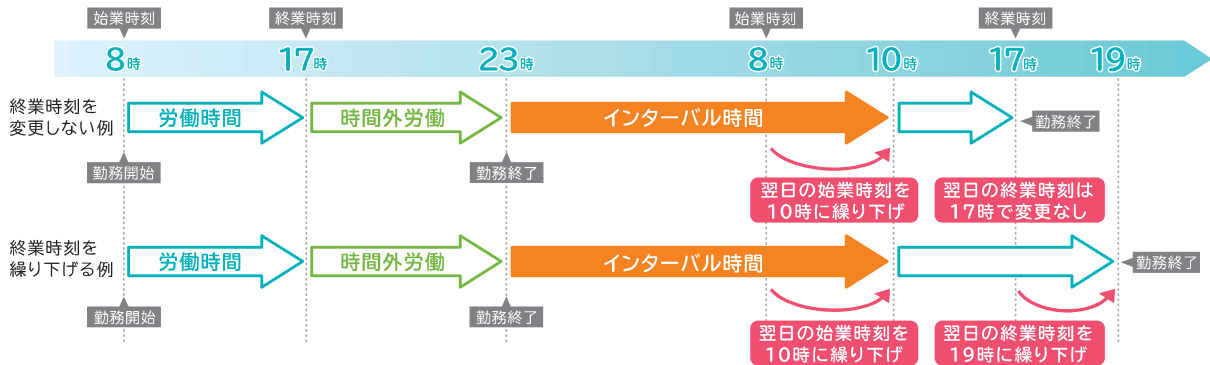 始業時刻
終業時刻
始業時刻
終業時刻
8時
17時
23時
8時
10時
17時
19時
終業時刻を
変更しない例
労働時間
時間外労働
インターバル時間
勤務終了
勤務開始
勤務終了
翌日の始業時刻を
10時に繰り下げ
翌日の終業時刻は
17時で変更なし
終業時刻を
繰り下げる例
労働時間
時間外労働
インターバル時間
勤務終了
勤務開始
勤務終了
翌日の始業時刻を
10時に繰り下げ
翌日の終業時刻を
19時に繰り下げ